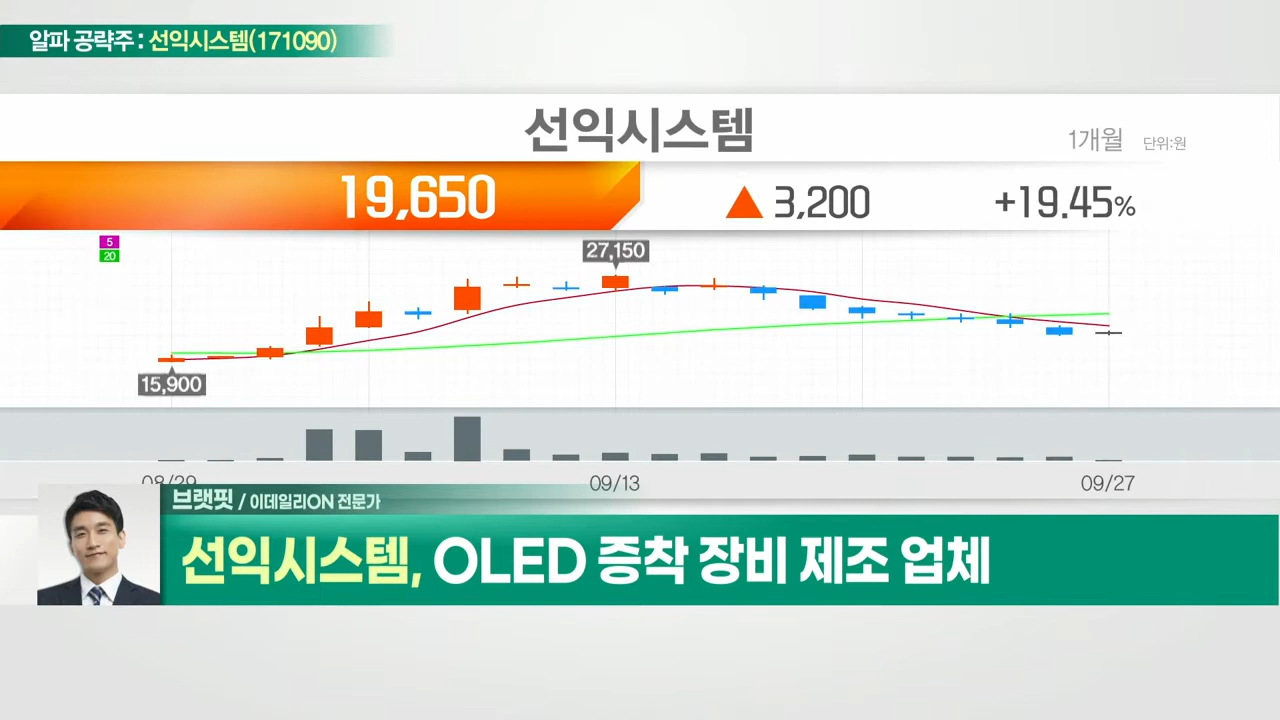 알파 공략주 : 선익시스템(171090)
선익시스템
1개월 단위:원
19,650 ▲ 3,200 +19.45%
5
20
27,150
15,900
08/29 09/13 09/27
브랫핏 / 이데일리ON 전문가
선익시스템, OLED 증착 장비 제조 업체